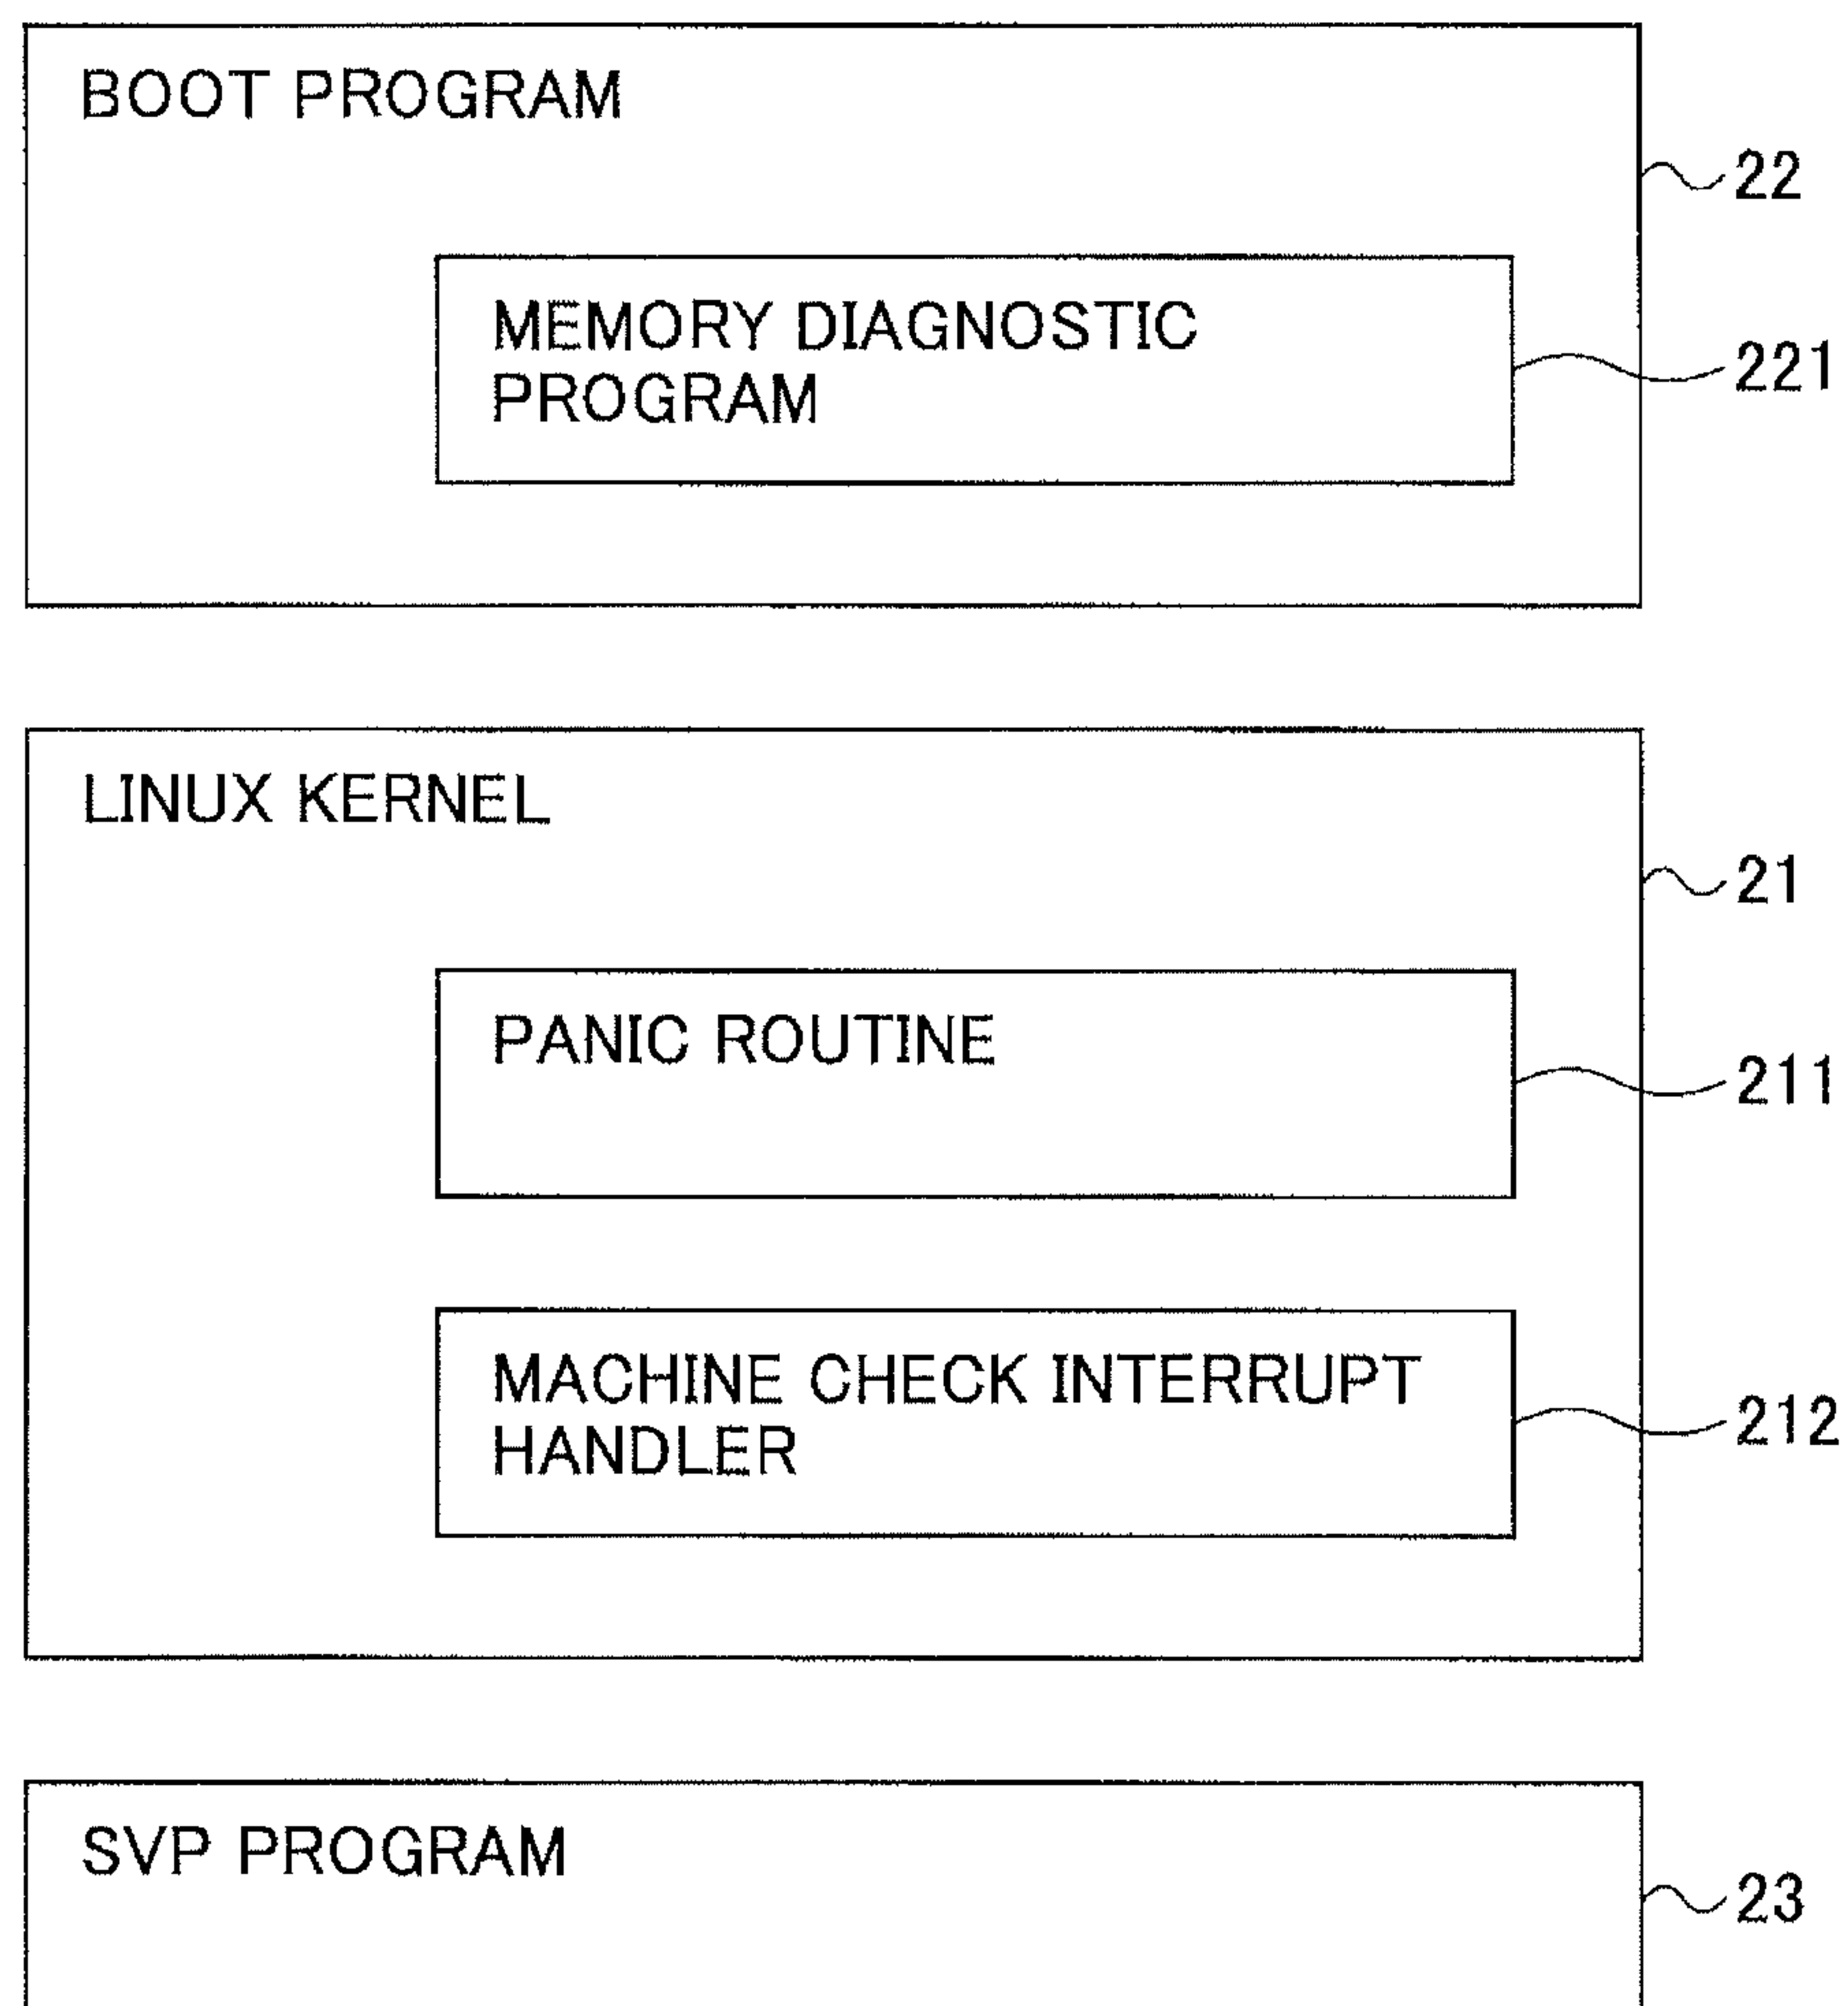 BOOT PROGRAM
22
MEMORY DIAGNOSTIC
PROGRAM
221
LINUX KERNEL
21
PANIC ROUTINE
211
MACHINE CHECK INTERRUPT
HANDLER
212
SVP PROGRAM
23